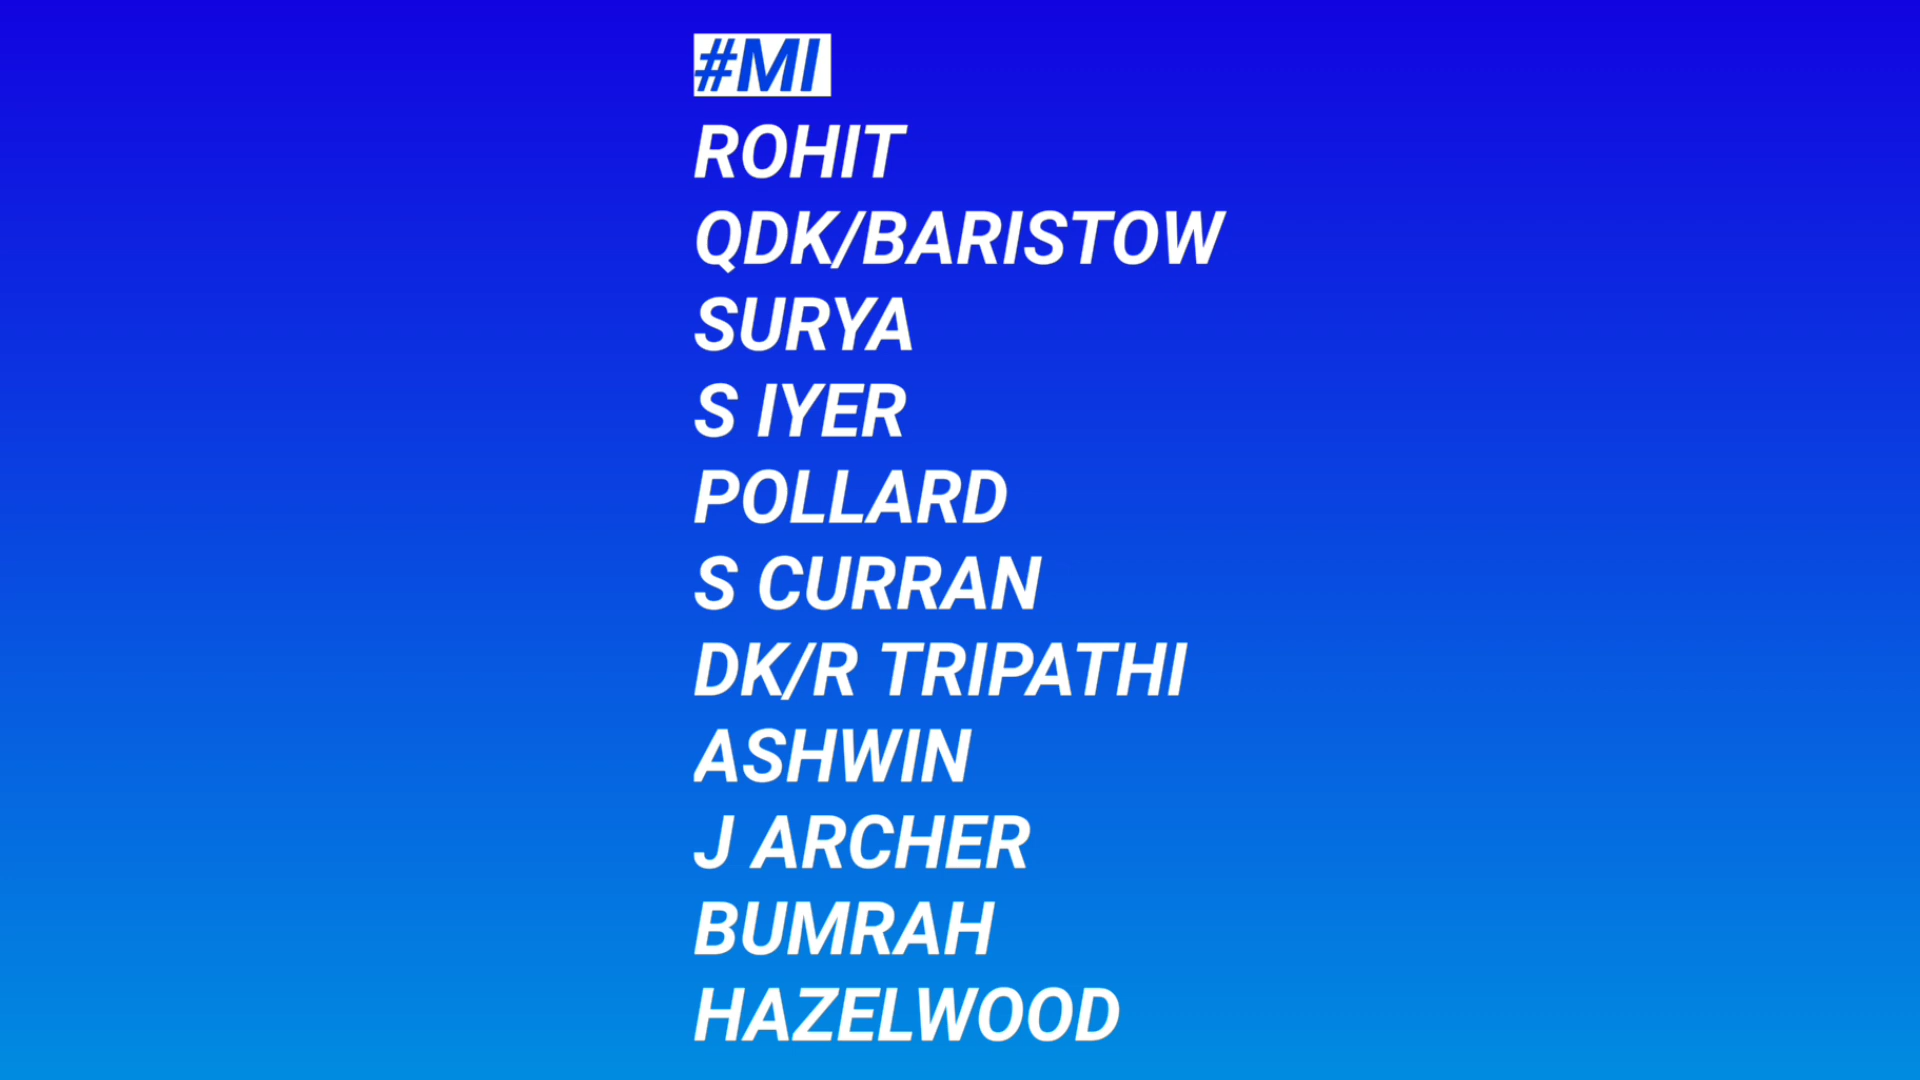 #MI
ROHIT
QDK/BARISTOW
SURYA
S IYER
POLLARD
S CURRAN
DK/R TRIPATHI
ASHWIN
J ARCHER
BUMRAH
HAZELWOOD